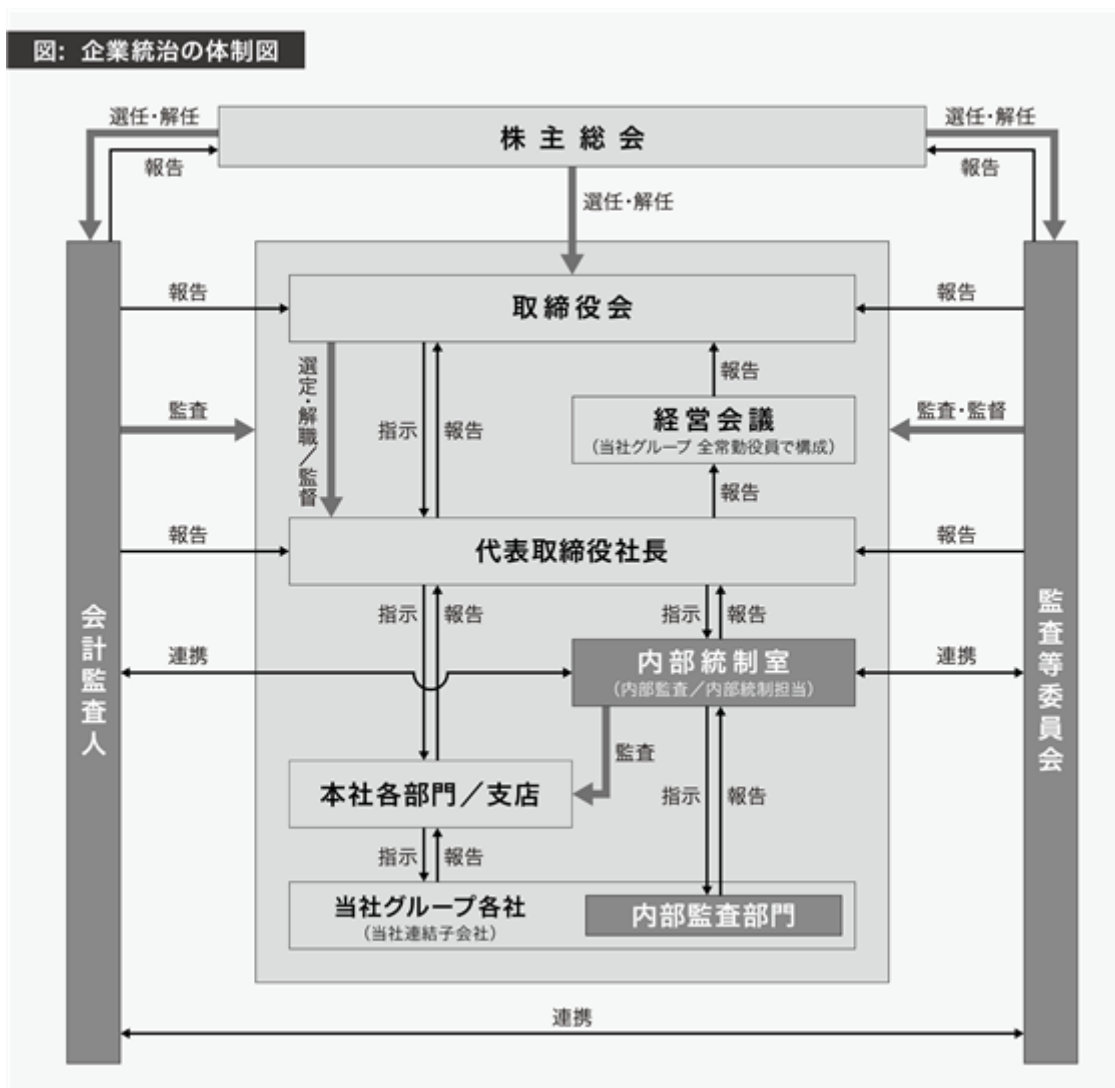 図: 企業統治の体制図
選任・解任
選任・解任
株主総会
報告
報告
選任・解任
報告
取締役会
報告
選定・解職／監督
報告
監査
指示
報告
経営会議
(当社グループ 全常勤役員で構成)
監査・監督
報告
報告
代表取締役社長
報告
指示
報告
指示
報告
会計監査人
監査等委員会
連携
内部統制室
(内部監査／内部統制担当)
連携
監査
本社各部門／支店
指示
報告
指示
報告
当社グループ各社
(当社連結子会社)
内部監査部門
連携